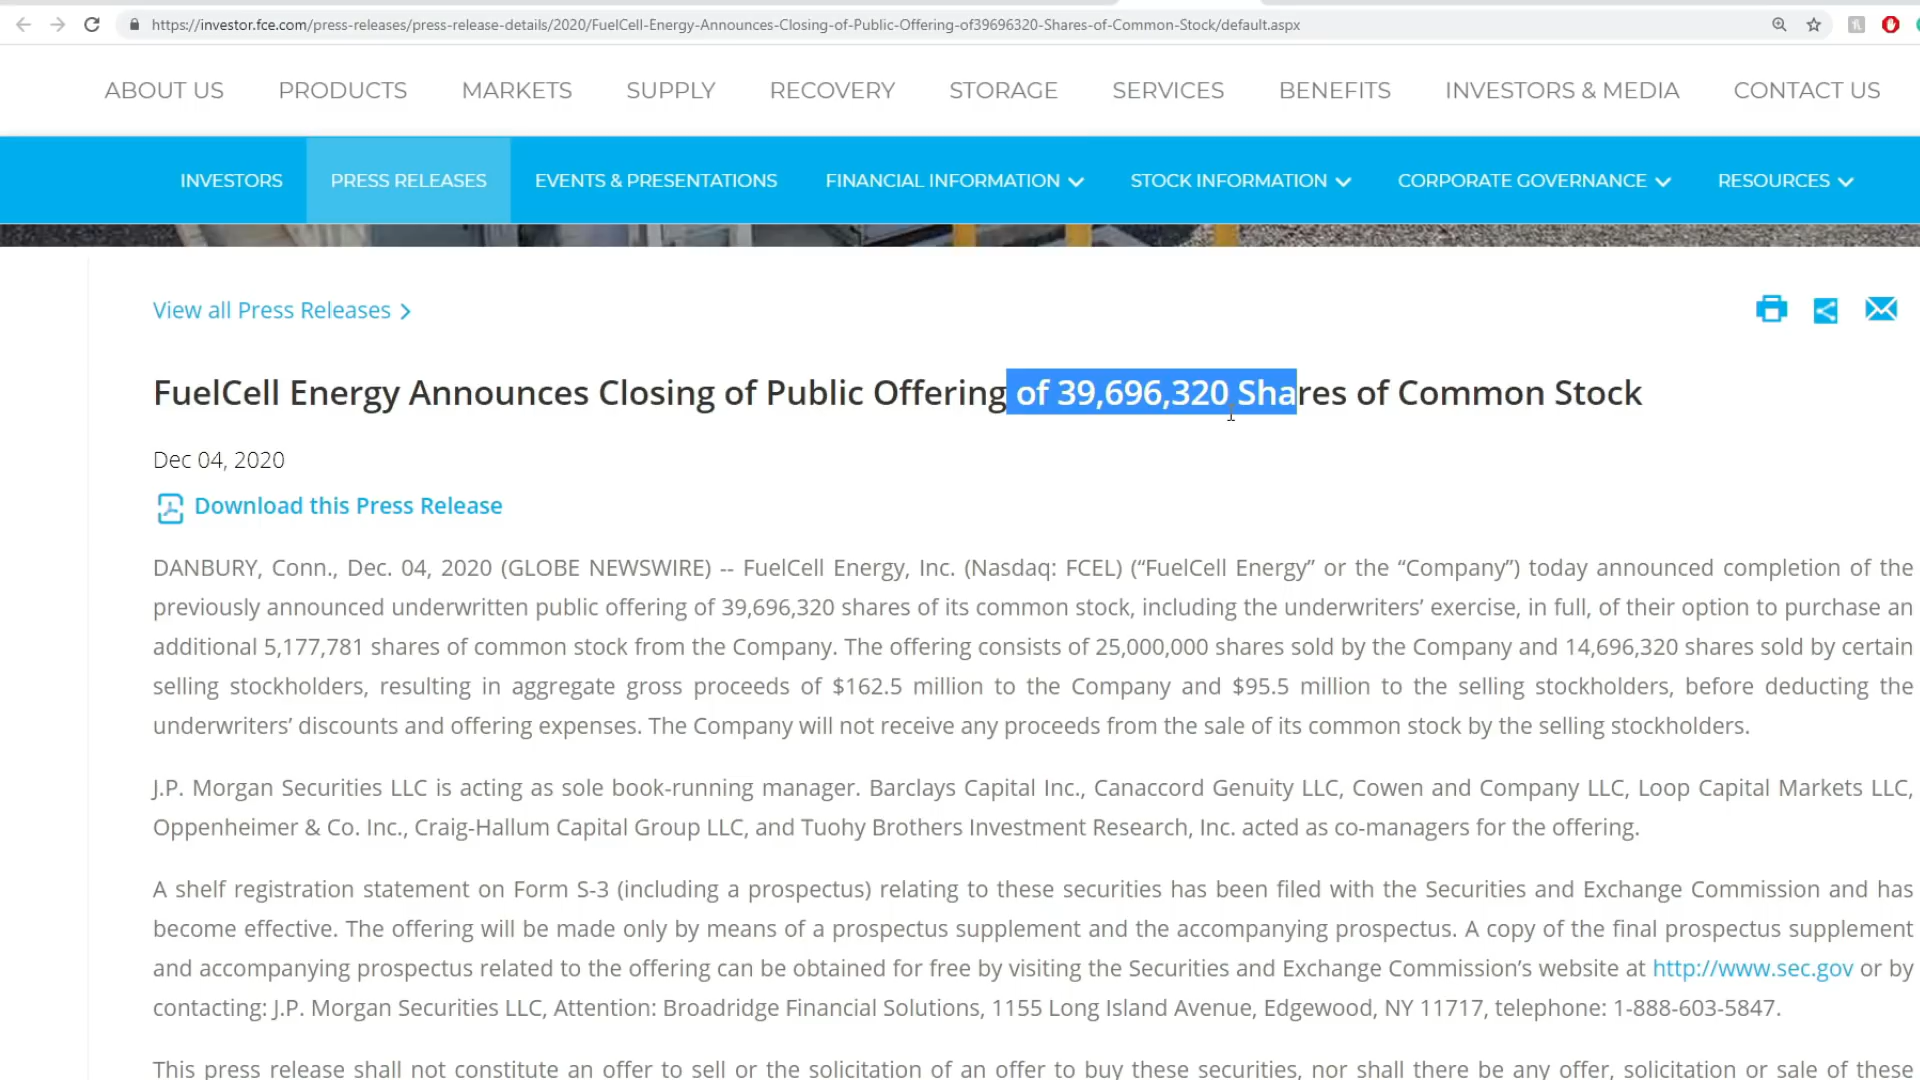 https://investor.fce.com/press-releases/press-release-details/2020/FuelCell-Energy-Announces-Closing-of-Public-Offering-of39696320-Shares-of-Common-Stock/default.aspx
ABOUT US PRODUCTS MARKETS SUPPLY RECOVERY STORAGE SERVICES BENEFITS INVESTORS & MEDIA CONTACT US
INVESTORS PRESS RELEASES EVENTS & PRESENTATIONS FINANCIAL INFORMATION STOCK INFORMATION CORPORATE GOVERNANCE RESOURCES
View all Press Releases
FuelCell Energy Announces Closing of Public Offering of 39,696,320 Shares of Common Stock
Dec 04, 2020
Download this Press Release
DANBURY, Conn., Dec. 04, 2020 (GLOBE NEWSWIRE) -- FuelCell Energy, Inc. (Nasdaq: FCEL) (“FuelCell Energy” or the “Company”) today announced completion of the
previously announced underwritten public offering of 39,696,320 shares of its common stock, including the underwriters’ exercise, in full, of their option to purchase an
additional 5,177,781 shares of common stock from the Company. The offering consists of 25,000,000 shares sold by the Company and 14,696,320 shares sold by certain
selling stockholders, resulting in aggregate gross proceeds of $162.5 million to the Company and $95.5 million to the selling stockholders, before deducting the
underwriters’ discounts and offering expenses. The Company will not receive any proceeds from the sale of its common stock by the selling stockholders.
J.P. Morgan Securities LLC is acting as sole book-running manager. Barclays Capital Inc., Canaccord Genuity LLC, Cowen and Company LLC, Loop Capital Markets LLC,
Oppenheimer & Co. Inc., Craig-Hallum Capital Group LLC, and Tuohy Brothers Investment Research, Inc. acted as co-managers for the offering.
A shelf registration statement on Form S-3 (including a prospectus) relating to these securities has been filed with the Securities and Exchange Commission and has
become effective. The offering will be made only by means of a prospectus supplement and the accompanying prospectus. A copy of the final prospectus supplement
and accompanying prospectus related to the offering can be obtained for free by visiting the Securities and Exchange Commission’s website at http://www.sec.gov or by
contacting: J.P. Morgan Securities LLC, Attention: Broadridge Financial Solutions, 1155 Long Island Avenue, Edgewood, NY 11717, telephone: 1-888-603-5847.
This press release shall not constitute an offer to sell or the solicitation of an offer to buy these securities, nor shall there be any offer, solicitation or sale of these